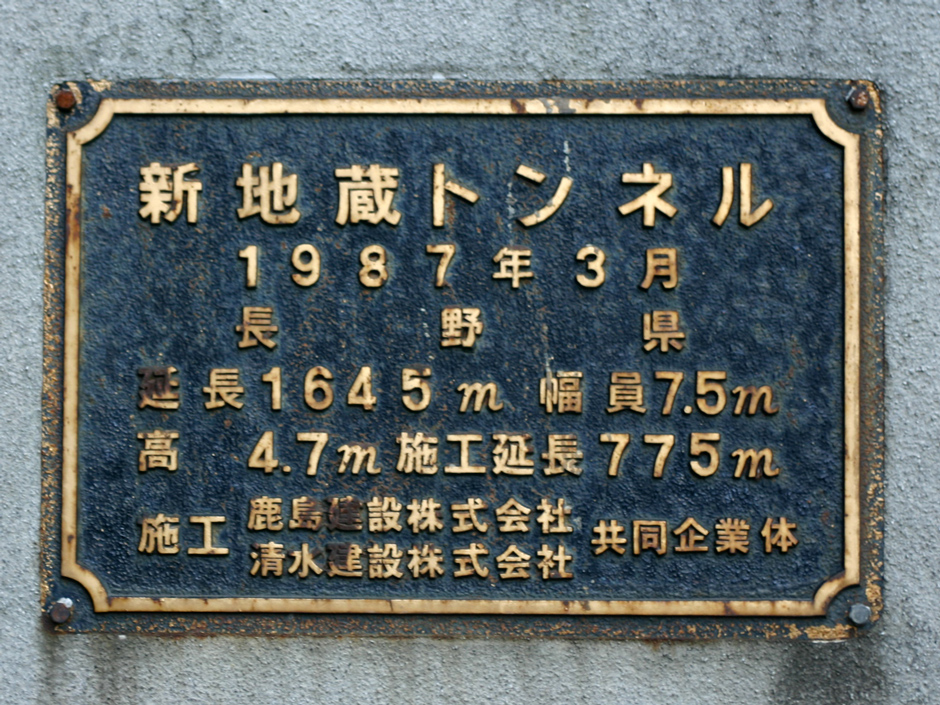 新地蔵トンネル
1987年3月
長野県
延長1645m 幅員7.5m
高 4.7m 施工延長775m
施工 鹿島建設株式会社 共同企業体
清水建設株式会社